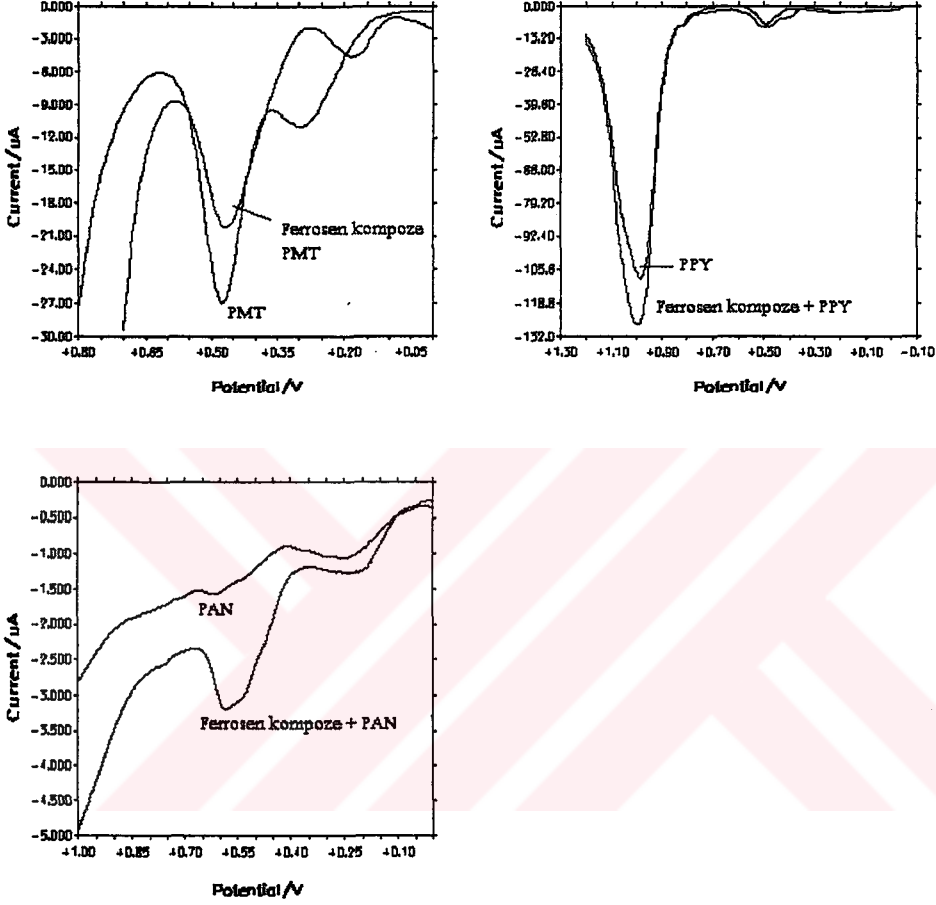 0.000
-3.000
-6.000
-9.000
-12.00
-15.00
-18.00
-21.00
-24.00
-27.00
-30.00
Current/uA
Ferrosen kompoze
PMT
PMT
+0.80 +0.65 +0.50 +0.35 +0.20 +0.05
Potential/V
0.000
-13.20
-26.40
-39.60
-52.80
-66.00
-79.20
-92.40
-105.6
-118.8
-132.0
Current/uA
PPY
Ferrosen kompoze + PPY
+1.30 +1.10 +0.90 +0.70 +0.50 +0.30 +0.10 -0.10
Potential/V
0.000
-0.500
-1.000
-1.500
-2.000
-2.500
-3.000
-3.500
-4.000
-4.500
-5.000
Current/uA
PAN
Ferrosen kompoze + PAN
+1.00 +0.85 +0.70 +0.55 +0.40 +0.25 +0.10
Potential/V